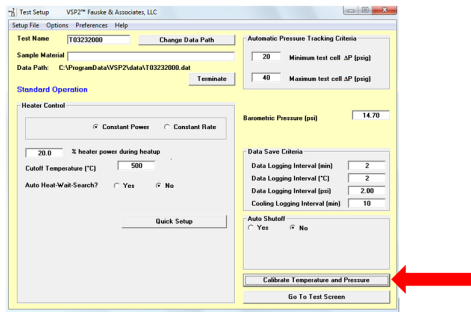 Test Setup VSP2™ Fauske & Associates, LLC
Setup File Options Preferences Help
Test Name T03232000 Change Data Path
Sample Material
Data Path: C:\ProgramData\VSP2\data\T03232000.dat
Terminate
Standard Operation
Heater Control
Constant Power Constant Rate
20.0 % heater power during heatup
Cutoff Temperature (°C) 500
Auto Heat-Wait-Search? Yes No
Quick Setup
Automatic Pressure Tracking Criteria
20 Minimum test cell ΔP (psig)
40 Maximum test cell ΔP (psig)
Barometric Pressure (psi) 14.70
Data Save Criteria
Data Logging Interval (min) 2
Data Logging Interval (°C) 2
Data Logging Interval (psi) 2.00
Cooling Logging Interval (min) 10
Auto Shutoff
Yes No
Calibrate Temperature and Pressure
Go To Test Screen